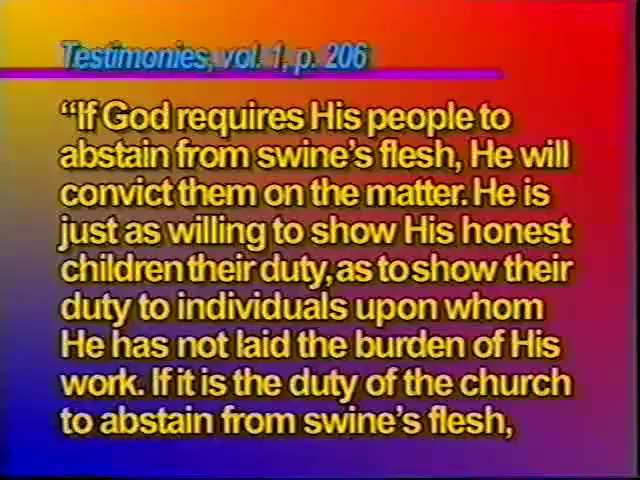 Testimonies, vol. 1, p. 206
“If God requires His people to
abstain from swine’s flesh, He will
convict them on the matter. He is
just as willing to show His honest
children their duty, as to show their
duty to individuals upon whom
He has not laid the burden of His
work. If it is the duty of the church
to abstain from swine’s flesh,